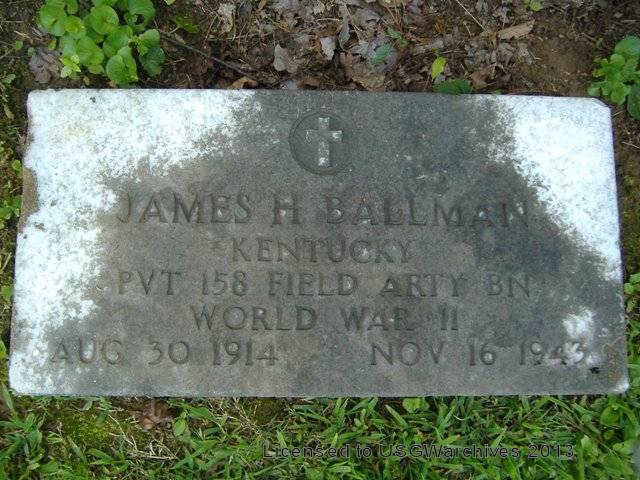 JAMES H BALLMAN
KENTUCKY
PVT 158 FIELD ARTY BN
WORLD WAR II
AUG 30 1914 NOV 16 1943
Licensed to USGWarchives 2013